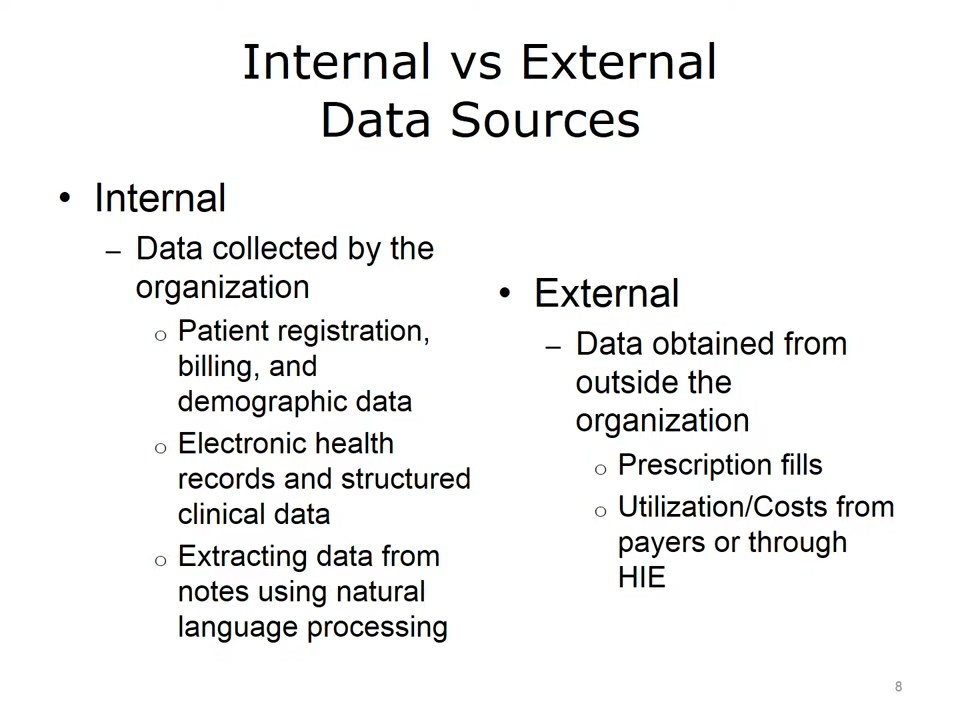 Internal vs External
Data Sources
• Internal
– Data collected by the
organization
○ Patient registration,
billing, and
demographic data
○ Electronic health
records and structured
clinical data
○ Extracting data from
notes using natural
language processing
• External
– Data obtained from
outside the
organization
○ Prescription fills
○ Utilization/Costs from
payers or through
HIE
8